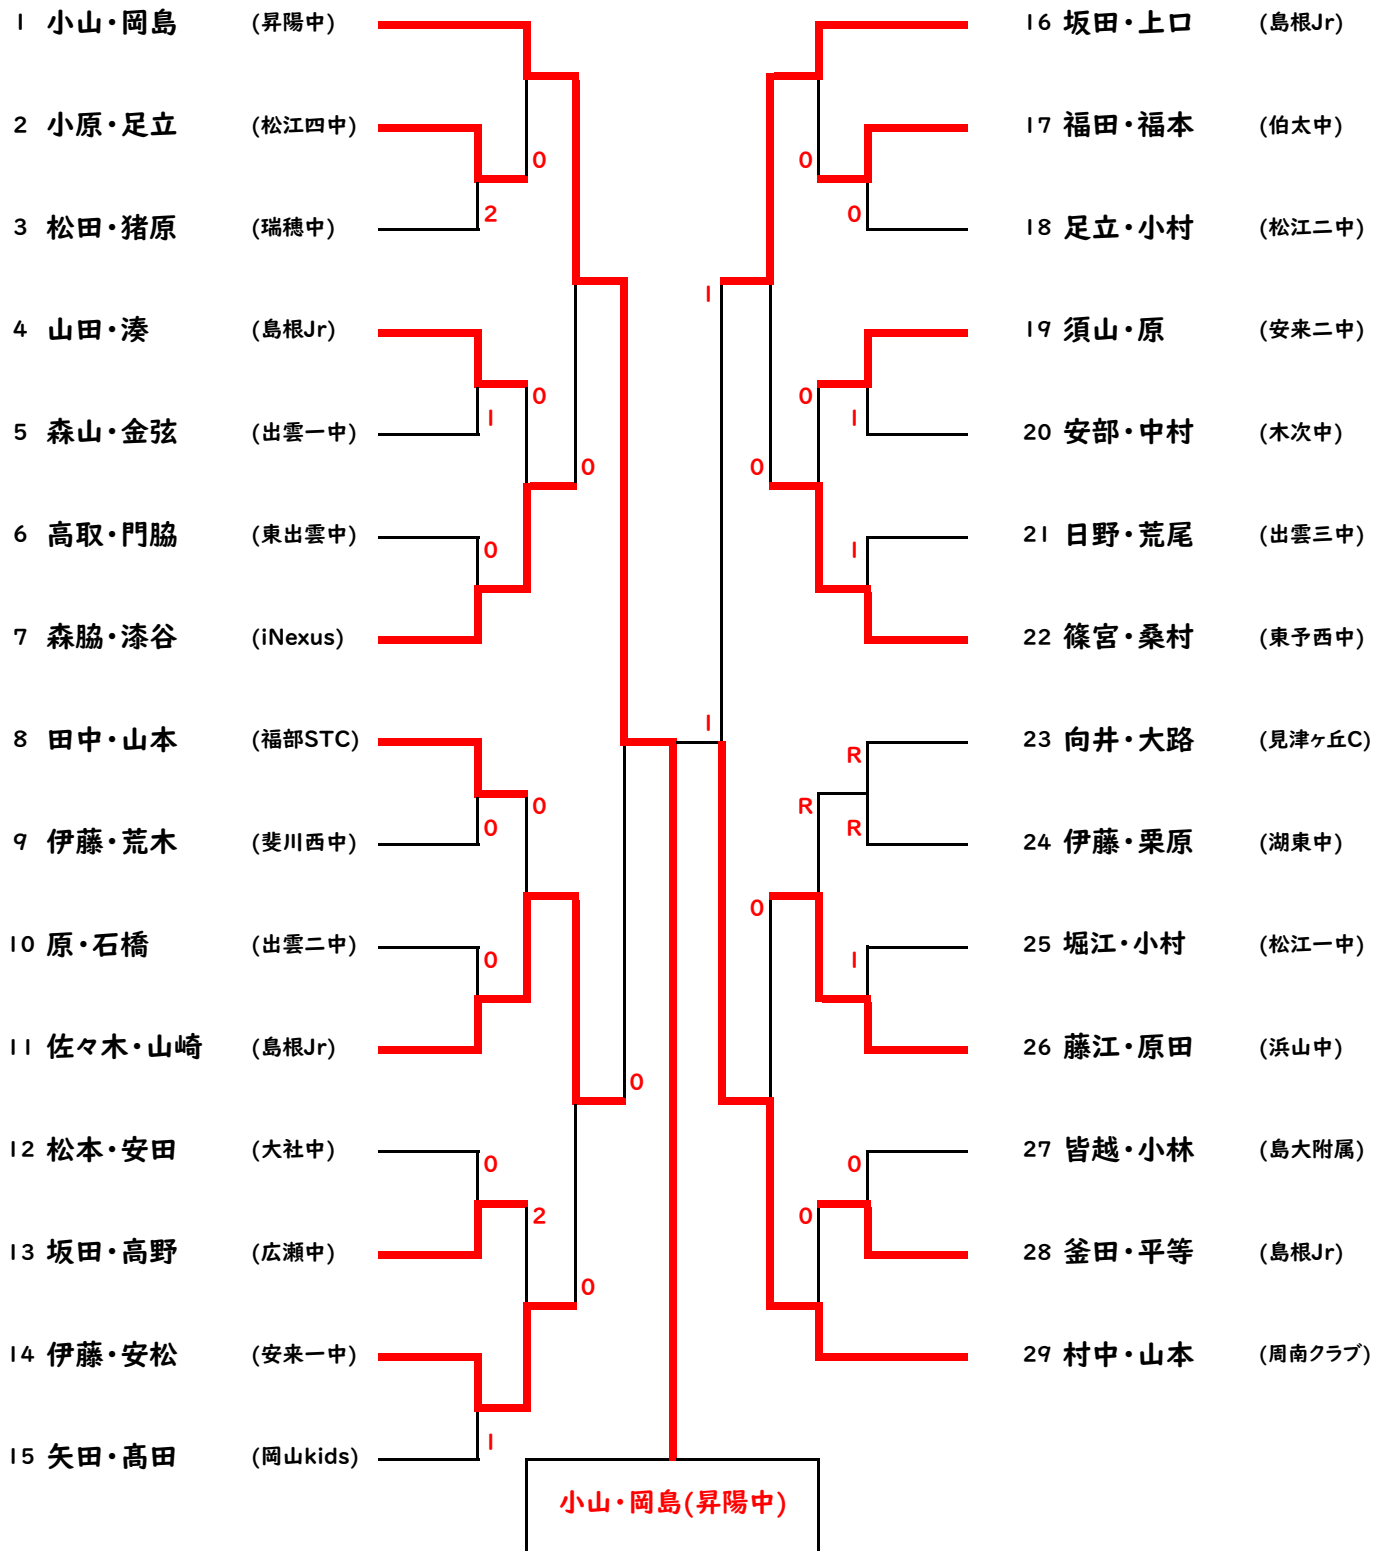 1 小山・岡島 (昇陽中)
2 小原・足立 (松江四中)
0
2
3 松田・猪原 (瑞穂中)
4 山田・湊 (島根Jr)
0
1
5 森山・金弦 (出雲一中)
0
6 高取・門脇 (東出雲中)
0
7 森脇・漆谷 (iNexus)
8 田中・山本 (福部STC)
0
0
9 伊藤・荒木 (斐川西中)
10 原・石橋 (出雲二中)
0
11 佐々木・山崎 (島根Jr)
0
12 松本・安田 (大社中)
0
2
13 坂田・高野 (広瀬中)
0
14 伊藤・安松 (安来一中)
1
15 矢田・髙田 (岡山kids)
16 坂田・上口 (島根Jr)
17 福田・福本 (伯太中)
0
0
18 足立・小村 (松江二中)
1
19 須山・原 (安来二中)
0
1
20 安部・中村 (木次中)
0
21 日野・荒尾 (出雲三中)
1
22 篠宮・桑村 (東予西中)
1
23 向井・大路 (見津ヶ丘C)
R
R
R
24 伊藤・栗原 (湖東中)
0
25 堀江・小村 (松江一中)
1
26 藤江・原田 (浜山中)
27 皆越・小林 (島大附属)
0
0
28 釜田・平等 (島根Jr)
29 村中・山本 (周南クラブ)
小山・岡島(昇陽中)